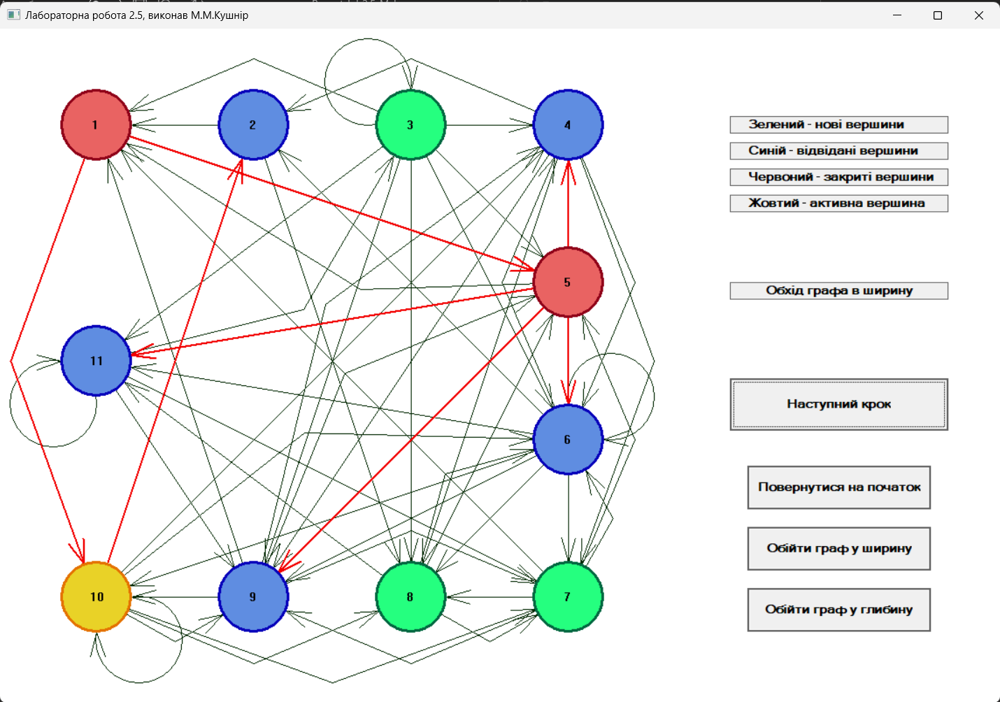 Лабораторна робота 2.5, виконав М.М.Кушнір
1
2
3
4
5
11
6
10
9
8
7
Зелений - нові вершини
Синій - відвідані вершини
Червоний - закриті вершини
Жовтий - активна вершина
Обхід графа в ширину
Наступний крок
Повернутися на початок
Обійти граф у ширину
Обійти граф у глибину